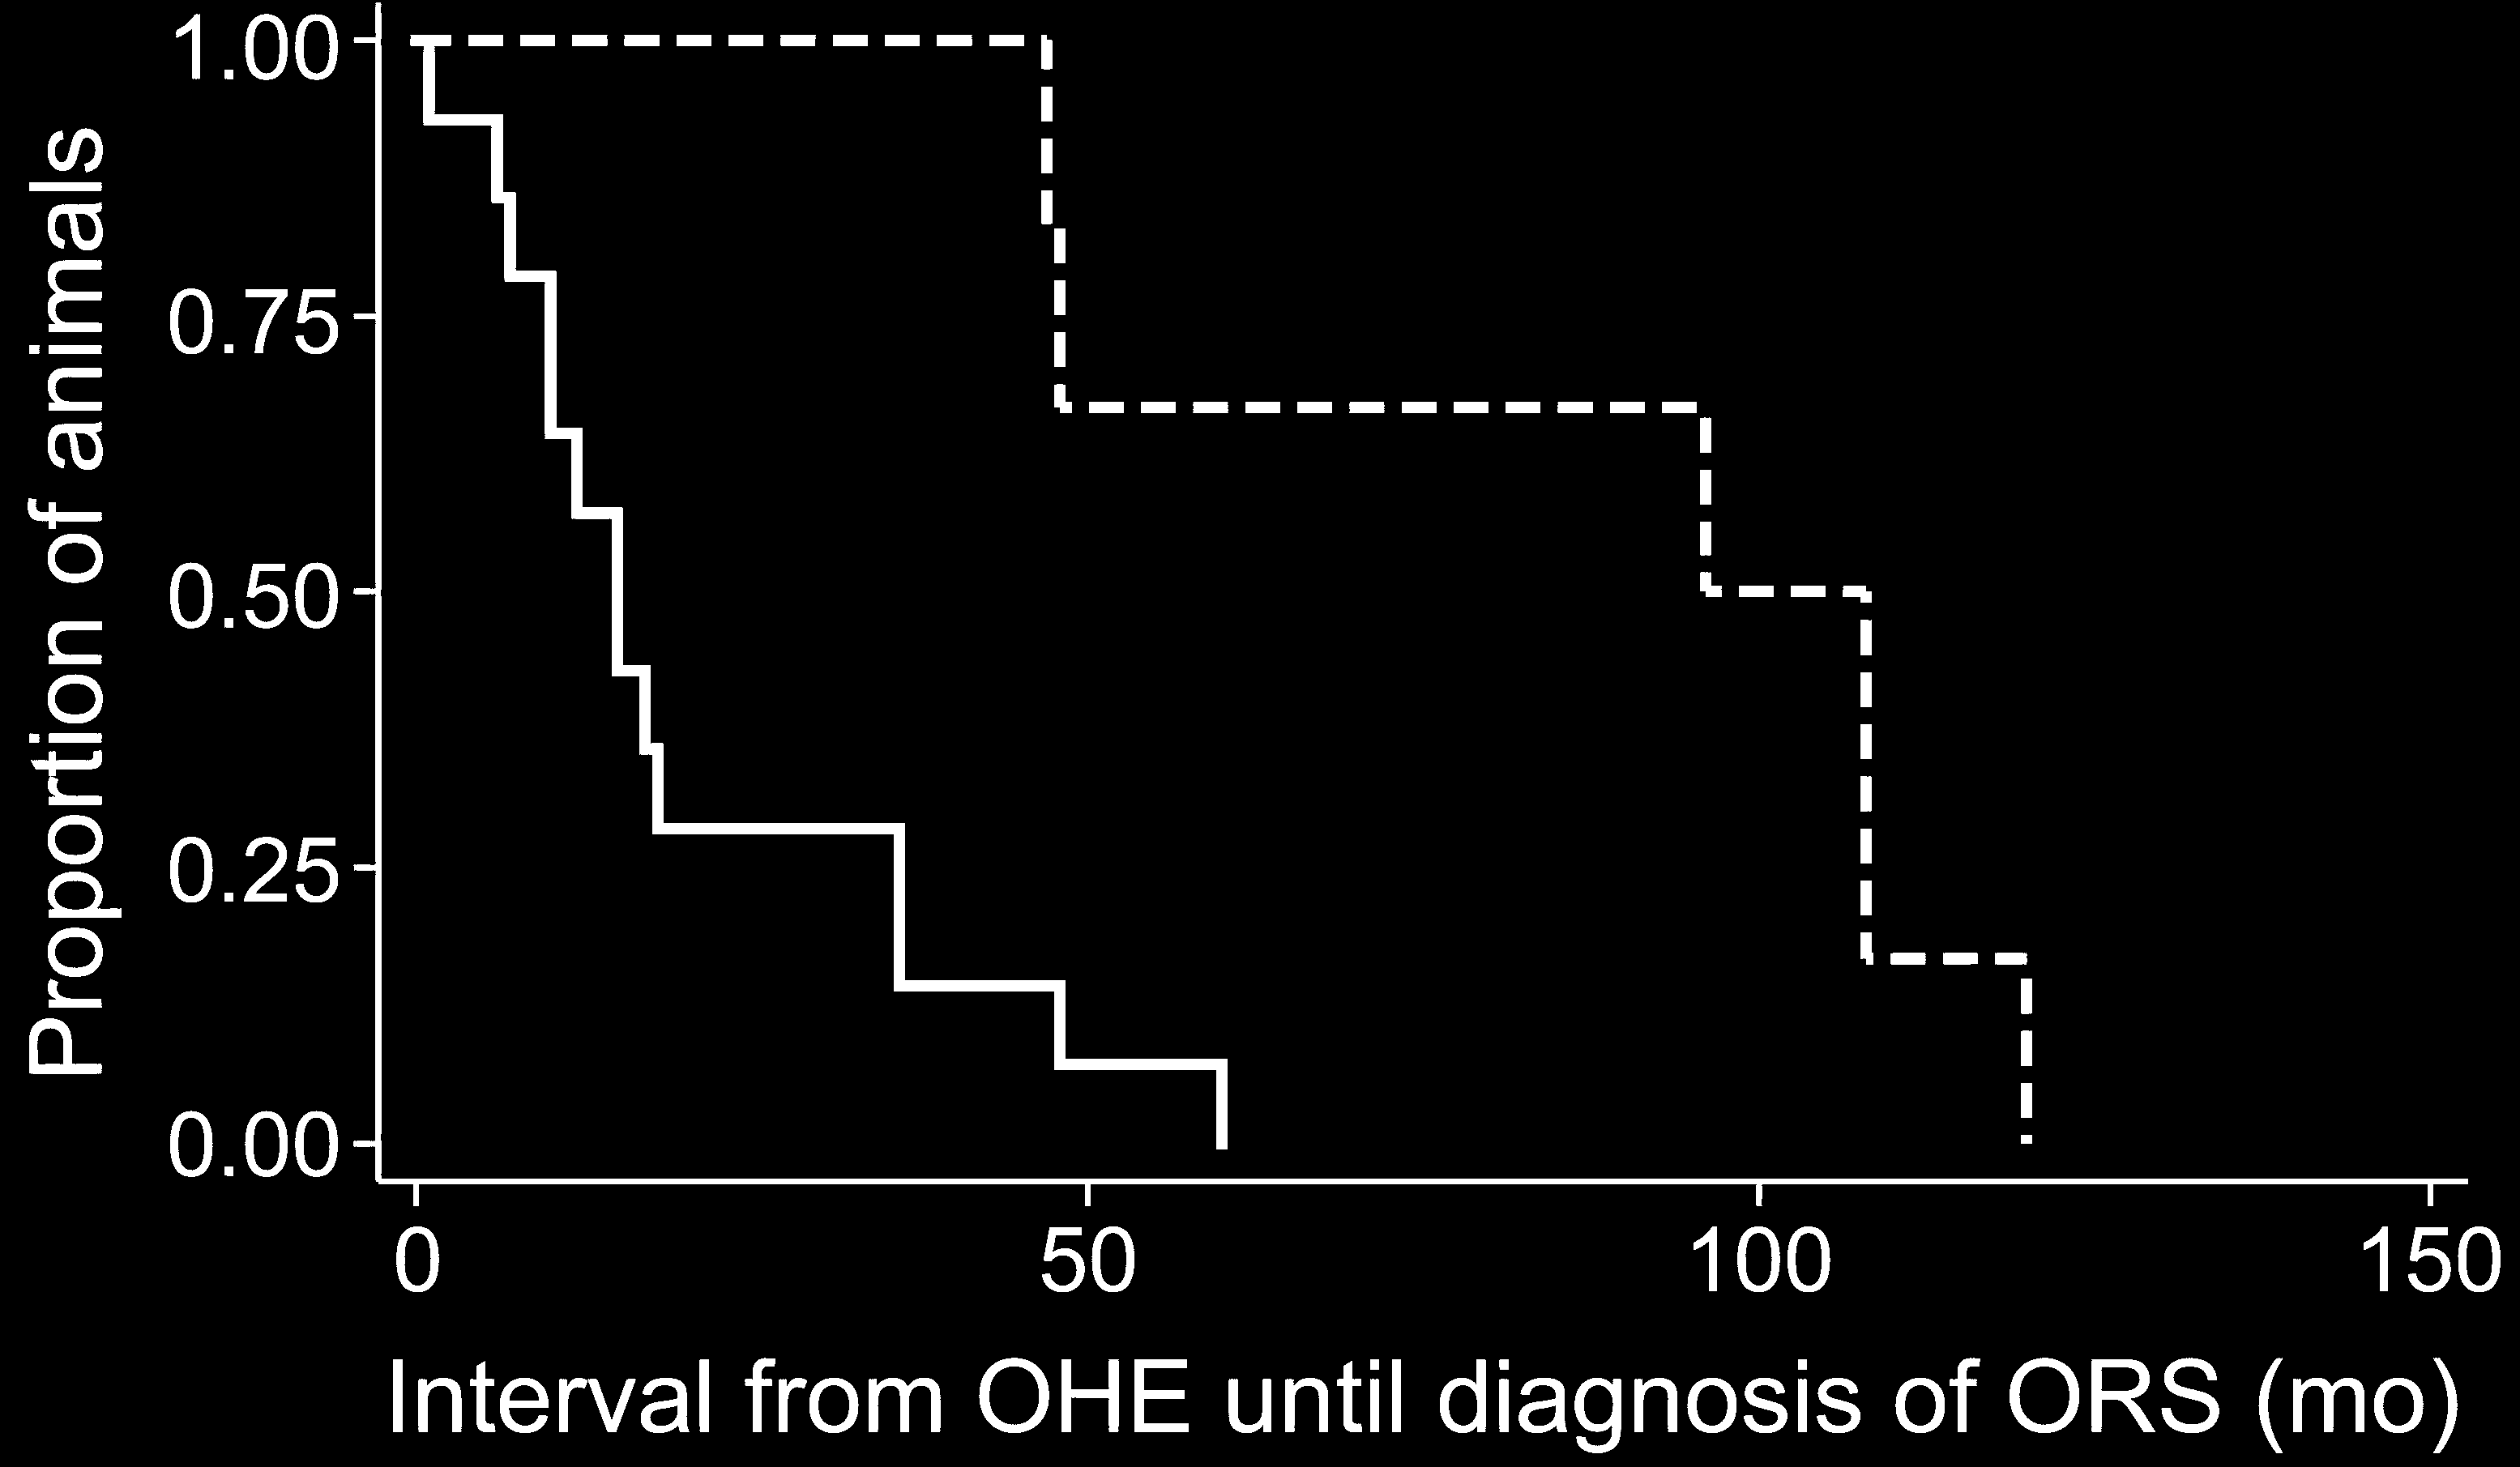 Proportion of animals
1.00
0.75
0.50
0.25
0.00
0 50 100 150
Interval from OHE until diagnosis of ORS (mo)